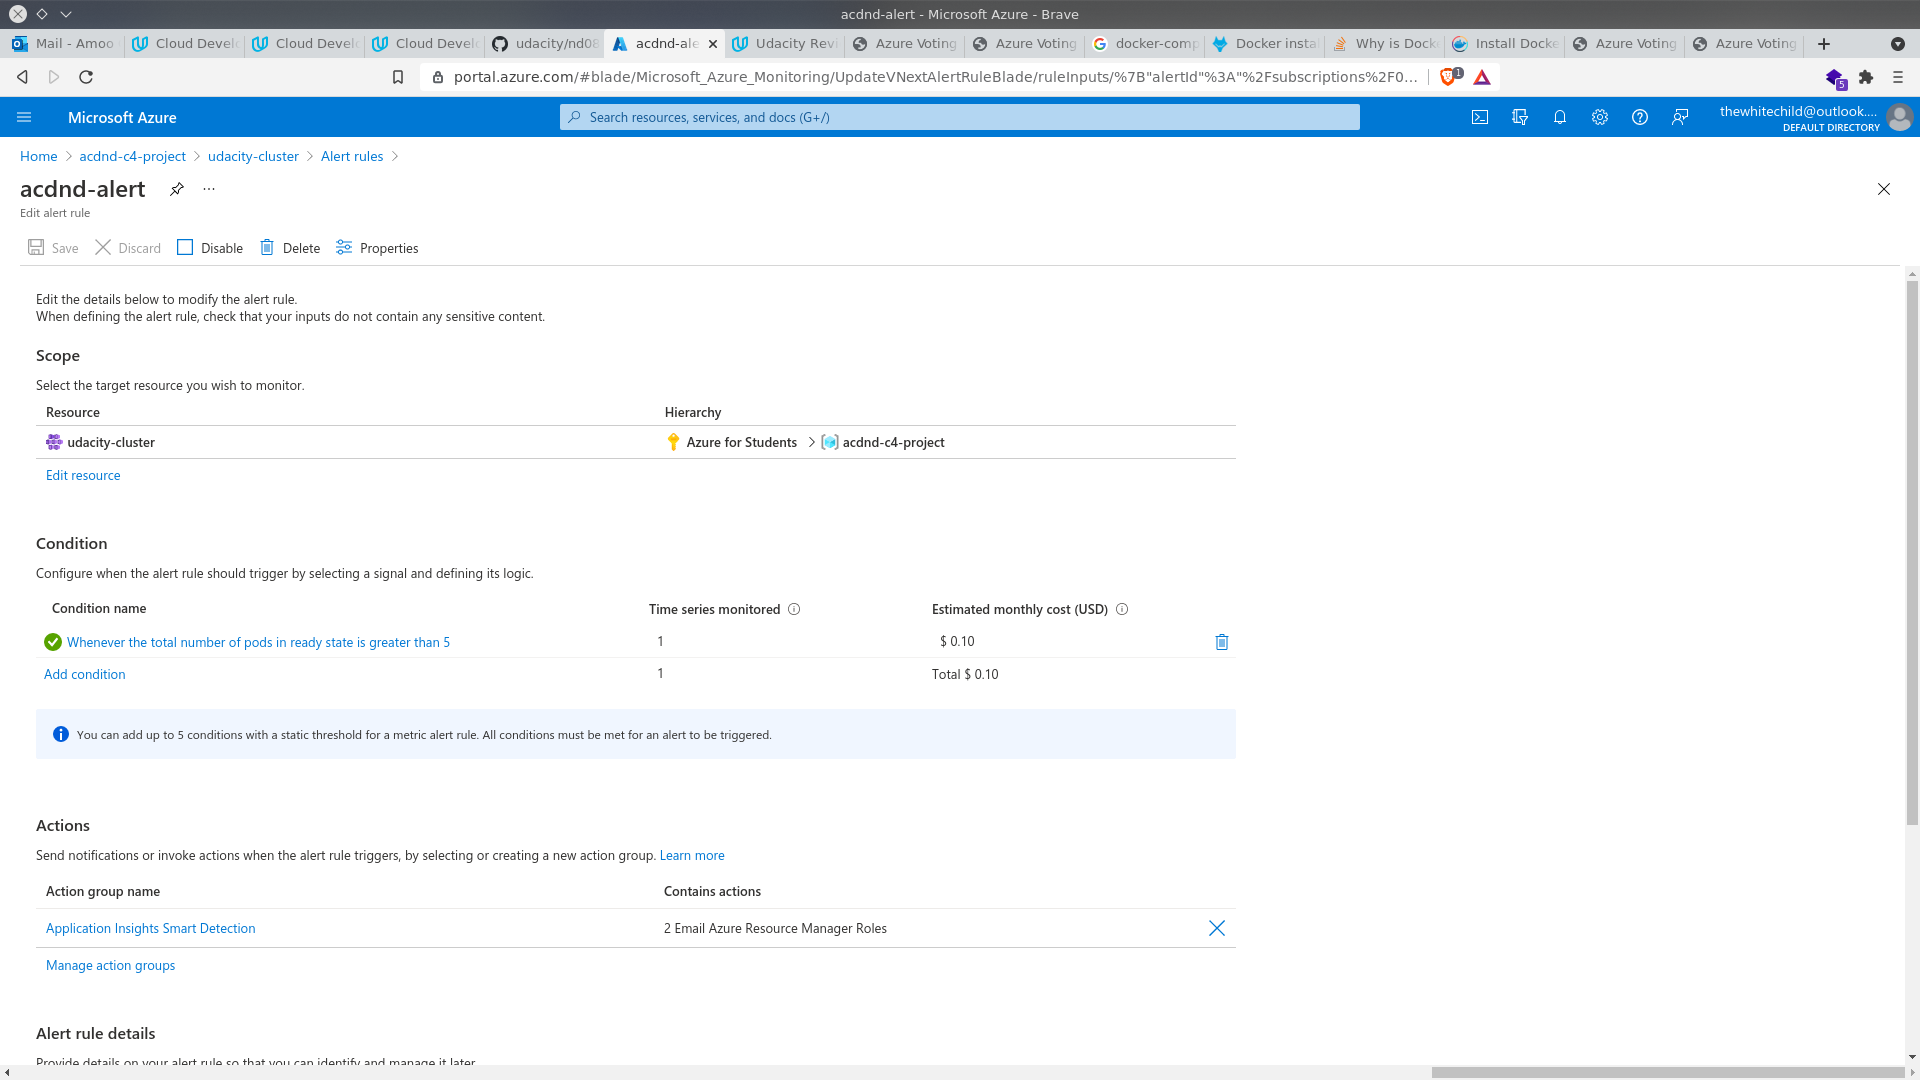 acdnd-alert - Microsoft Azure - Brave
Mail - Amoo
Cloud Devel
Cloud Devel
Cloud Devel
udacity/nd08
acdnd-ale
Udacity Revi
Azure Voting
Azure Voting
docker-comp
Docker instal
Why is Dock
Install Docke
Azure Voting
Azure Voting
portal.azure.com/#blade/Microsoft_Azure_Monitoring/UpdateVNextAlertRuleBlade/ruleInputs/%7B"alertId"%3A"%2Fsubscriptions%2F0...
1
5
Microsoft Azure
Search resources, services, and docs (G+/)
thewhitechild@outlook....
DEFAULT DIRECTORY
Home > acdnd-c4-project > udacity-cluster > Alert rules >
acdnd-alert
...
Edit alert rule
Save Discard Disable Delete Properties
Edit the details below to modify the alert rule.
When defining the alert rule, check that your inputs do not contain any sensitive content.
Scope
Select the target resource you wish to monitor.
Resource Hierarchy
udacity-cluster Azure for Students > acdnd-c4-project
Edit resource
Condition
Configure when the alert rule should trigger by selecting a signal and defining its logic.
Condition name Time series monitored Estimated monthly cost (USD)
Whenever the total number of pods in ready state is greater than 5 1 $ 0.10
Add condition 1 Total $ 0.10
You can add up to 5 conditions with a static threshold for a metric alert rule. All conditions must be met for an alert to be triggered.
Actions
Send notifications or invoke actions when the alert rule triggers, by selecting or creating a new action group. Learn more
Action group name Contains actions
Application Insights Smart Detection 2 Email Azure Resource Manager Roles
Manage action groups
Alert rule details
Provide details on your alert rule so that you can identify and manage it later.